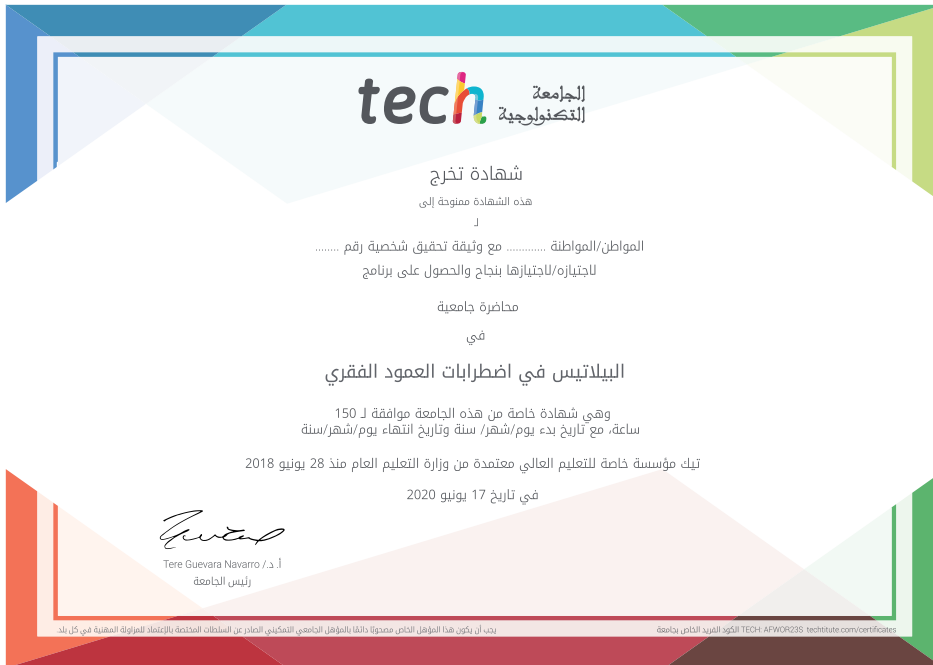 tech الجامعة
التكنولوجية
شهادة تخرج
هذه الشهادة ممنوحة إلى
لـ
المواطن/المواطنة ............ مع وثيقة تحقيق شخصية رقم ........
لاجتيازه/لاجتيازها بنجاح والحصول على برنامج
محاضرة جامعية
في
البيلاتيس في اضطرابات العمود الفقري
وهي شهادة خاصة من هذه الجامعة موافقة لـ 150
ساعة، مع تاريخ بدء يوم/شهر/ سنة وتاريخ انتهاء يوم/شهر/سنة
تيك مؤسسة خاصة للتعليم العالي معتمدة من وزارة التعليم العام منذ 28 يونيو 2018
في تاريخ 17 يونيو 2020
أ. د./ Tere Guevara Navarro
رئيس الجامعة
يجب أن يكون هذا المؤهل الخاص مصحوبًا دائمًا بالمؤهل الجامعي التمكيني الصادر عن السلطات المختصة بالإعتماد للمزاولة المهنية في كل بلد.
الكود الفريد الخاص بجامعة TECH: AFWOR23S techtitute.com/certificates